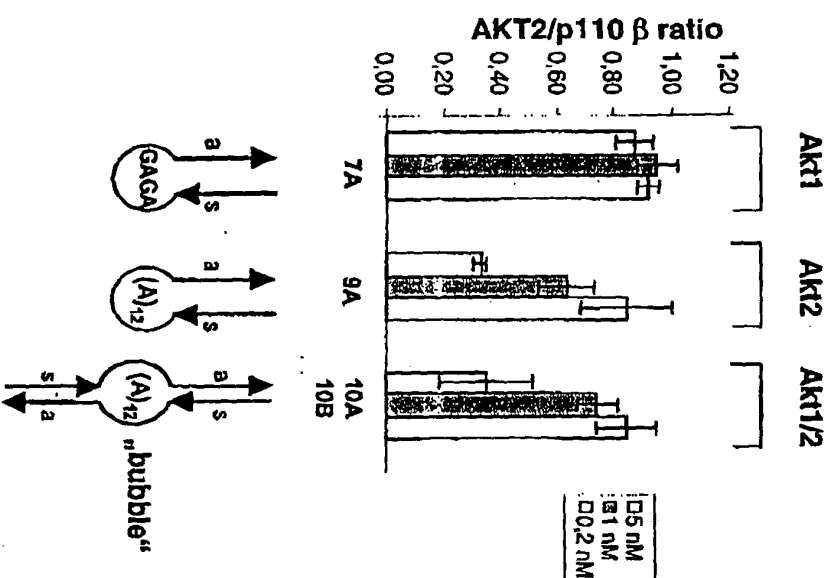 AKT2/p110 β ratio
1,20
1,00
0,80
0,60
0,40
0,20
0,00
Akt1
Akt2
Akt1/2
□5 nM
1 nM
□0,2 nM
7A
9A
10A
10B
a
s
GAGA
a
s
(A)12
a
s
(A)12
s
a
„bubble“